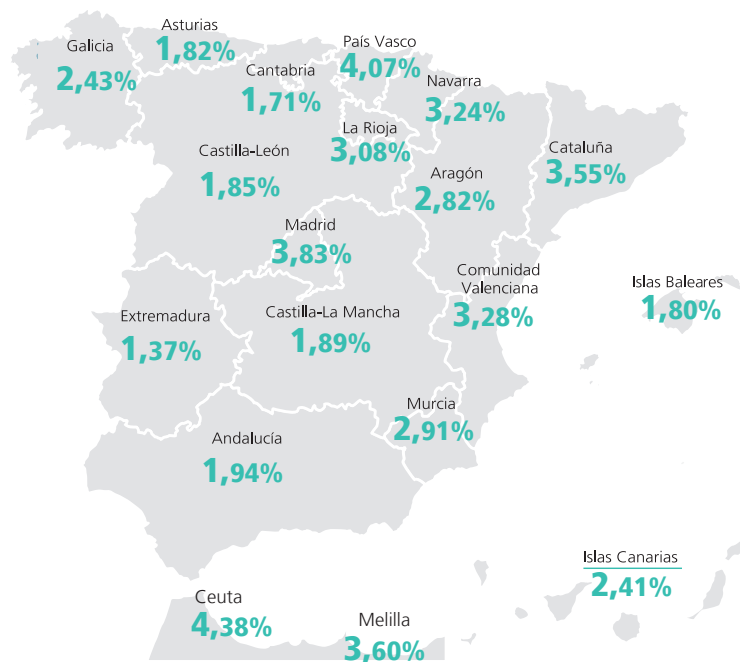 Asturias
1,82%
Galicia
2,43%
País Vasco
4,07%
Cantabria
1,71%
Navarra
3,24%
La Rioja
3,08%
Castilla-León
1,85%
Cataluña
3,55%
Aragón
2,82%
Madrid
3,83%
Comunidad
Valenciana
3,28%
Islas Baleares
1,80%
Extremadura
1,37%
Castilla-La Mancha
1,89%
Murcia
2,91%
Andalucía
1,94%
Islas Canarias
2,41%
Ceuta
4,38%
Melilla
3,60%